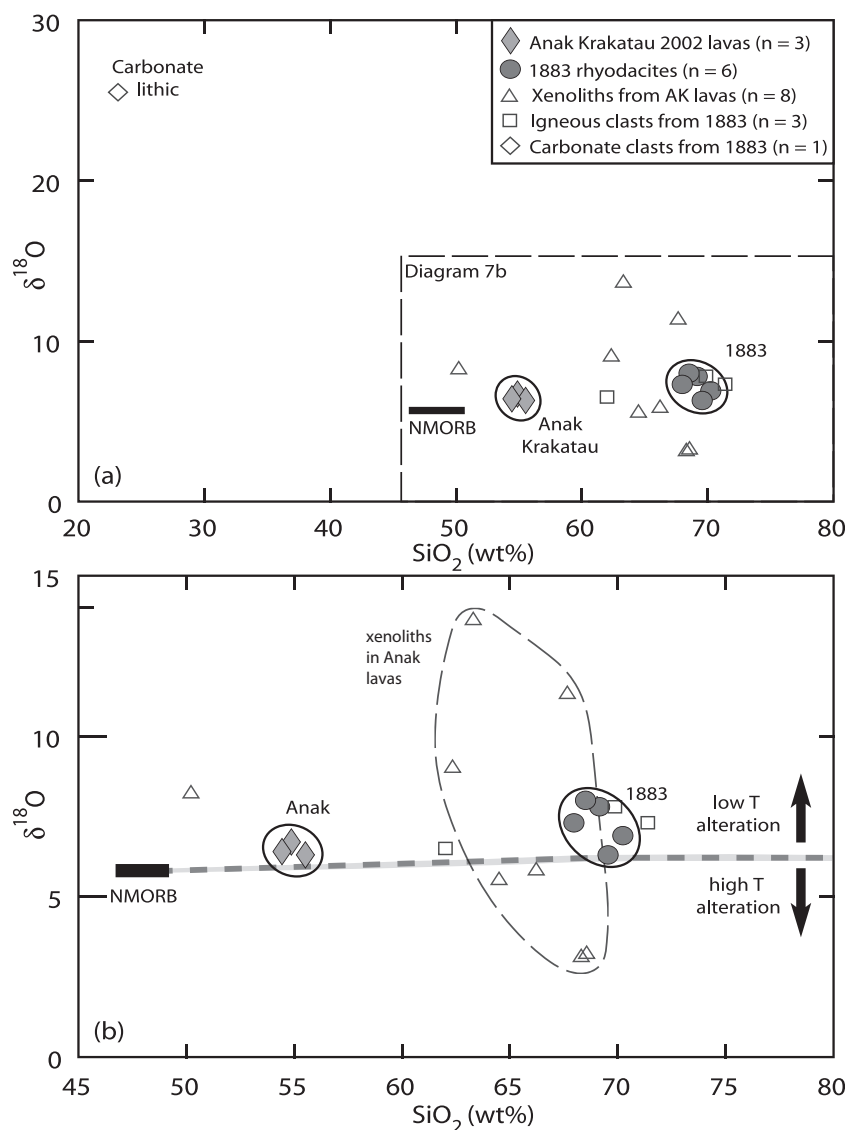 30
Carbonate
lithic
Anak Krakatau 2002 lavas (n = 3)
1883 rhyodacites (n = 6)
Xenoliths from AK lavas (n = 8)
Igneous clasts from 1883 (n = 3)
Carbonate clasts from 1883 (n = 1)
20
δ¹⁸O
Diagram 7b
10
1883
NMORB
Anak
Krakatau
(a)
0
20 30 40 50 60 70 80
SiO₂ (wt%)
15
xenoliths
in Anak
lavas
10
δ¹⁸O
Anak
1883
low T
alteration
5
NMORB
high T
alteration
(b)
0
45 50 55 60 65 70 75 80
SiO₂ (wt%)